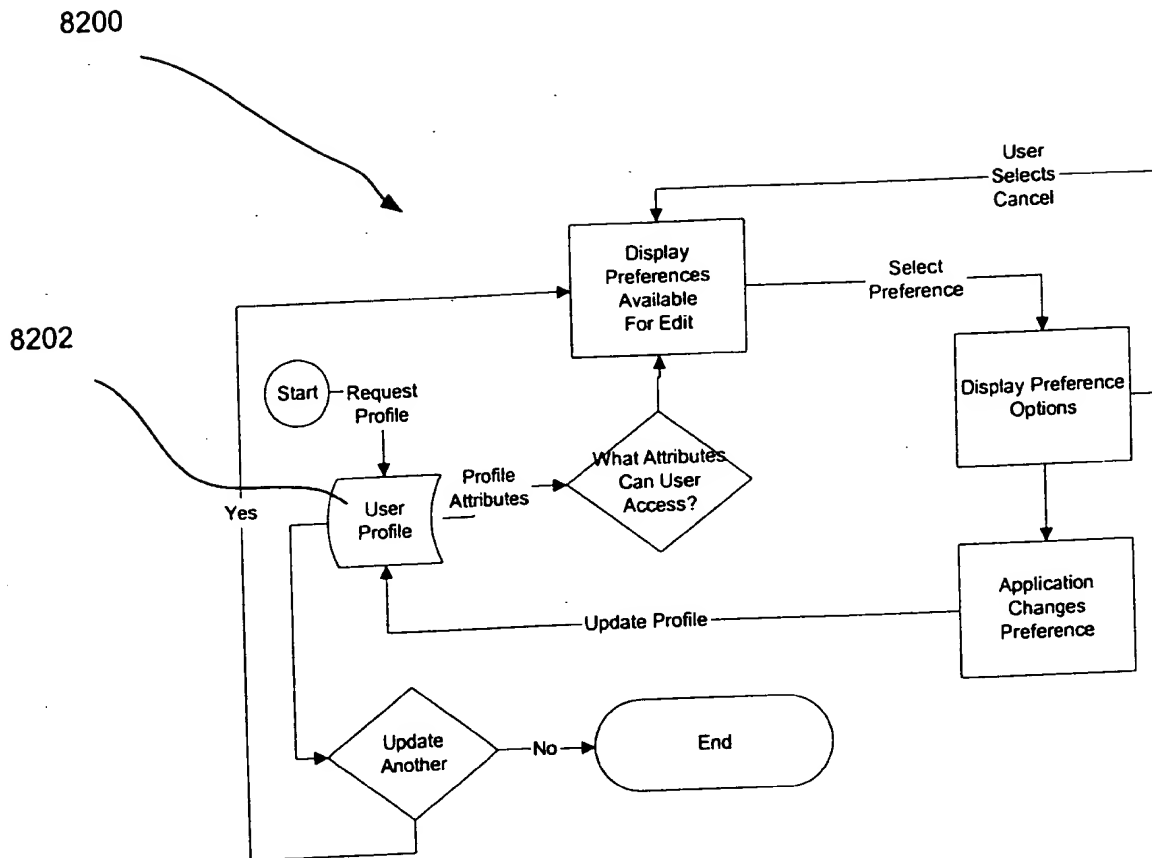 8200
User
Selects
Cancel
Display
Preferences
Available
For Edit
Select
Preference
8202
Start
Request
Profile
Display Preference
Options
What Attributes
Can User
Access?
Profile
Attributes
User
Profile
Yes
Application
Changes
Preference
Update Profile
Update
Another
No
End